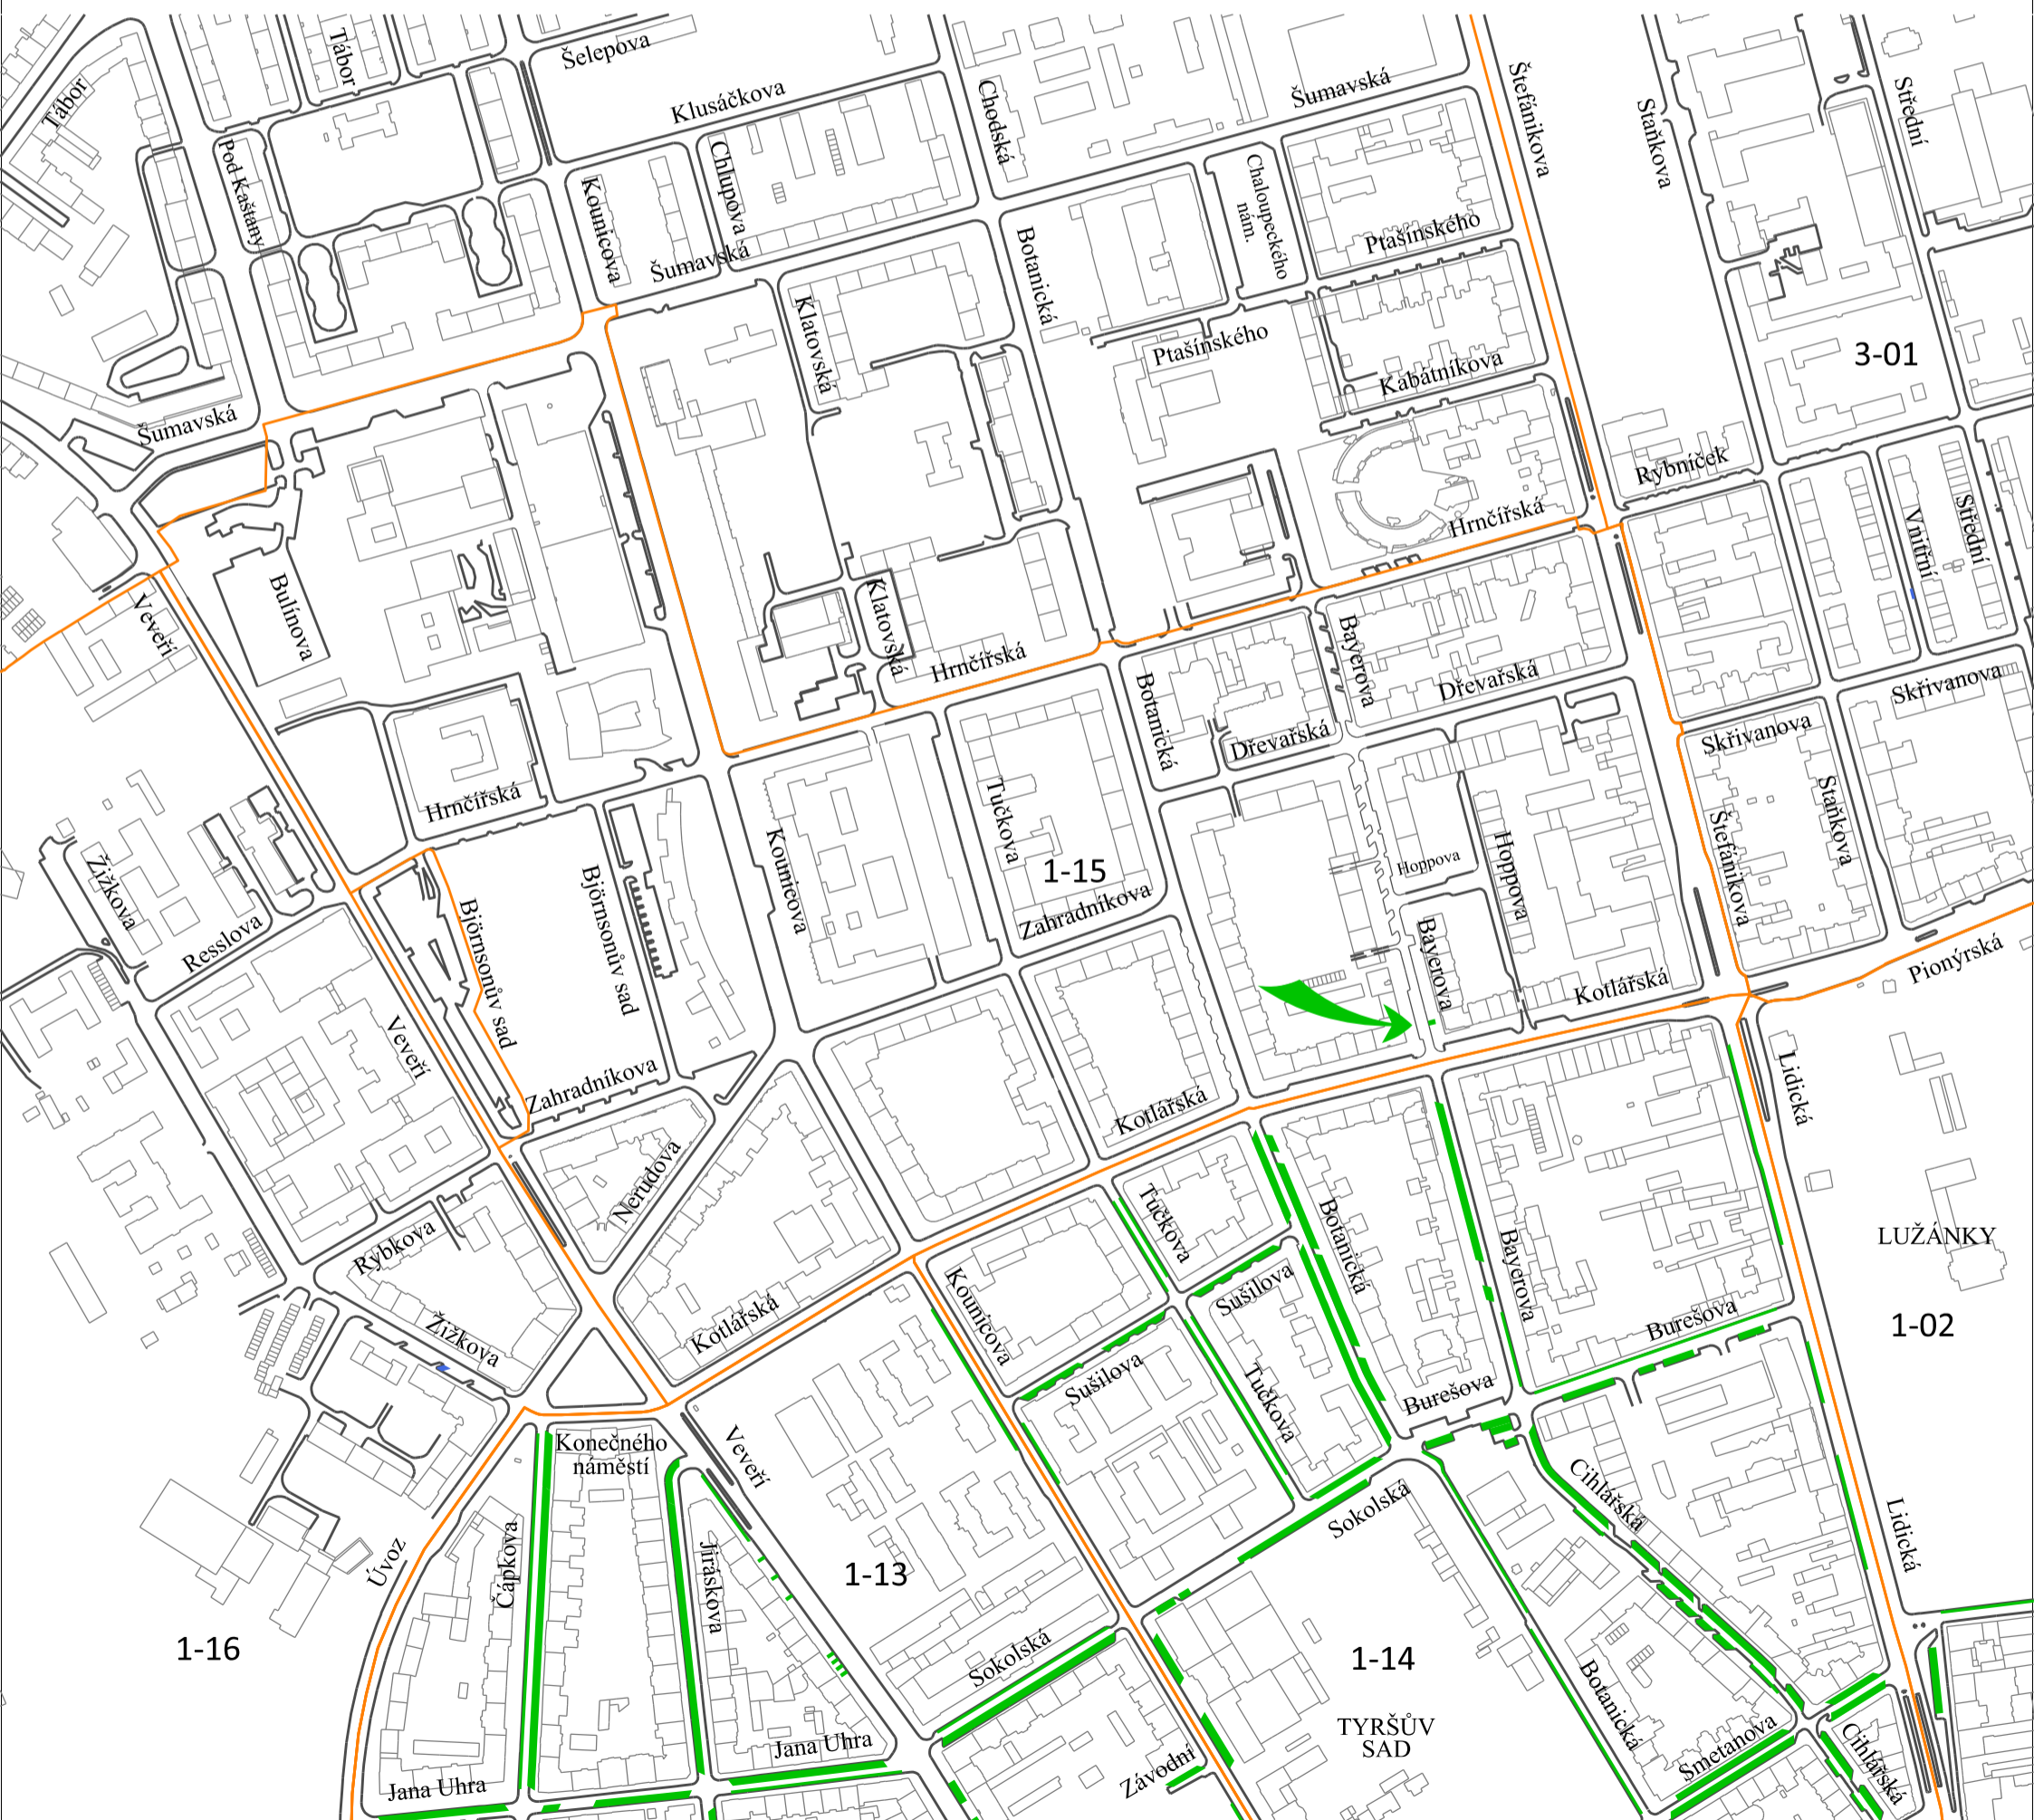 Šelepova
Tábor
Tábor
Klusáčkova
Šumavská
Štefánikova
Střední
Chodská
Staňkova
Pod Kaštany
Chlupova
Kounicova
Chaloupeckého
nám.
Ptašínského
Šumavská
Botanická
Klatovská
Ptašínského
Kabátníkova
3-01
Šumavská
Rybníček
Hrnčířská
Vnitřní
Střední
Bulínova
Veveří
Klatovská
Hrnčířská
Bayerova
Dřevařská
Skřivanova
Botanická
Dřevařská
Skřivanova
Hrnčířská
Tučkova
Staňkova
Štefánikova
Hoppova
Hoppova
Kounicova
1-15
Žižkova
Björnsonův sad
Björnsonův sad
Zahradníkova
Resslova
Bayerova
Kotlářská
Pionýrská
Veveří
Zahradníkova
Kotlářská
Lidická
Nerudova
Tučkova
Botanická
Rybkova
Sušilova
Bayerova
LUŽÁNKY
Žižkova
Kotlářská
Kounicova
Sušilova
Burešova
1-02
Tučkova
Burešova
Konečného
náměstí
Veveří
Cihlářská
Sokolská
Lidická
Úvoz
Čápkova
Jiráskova
1-13
1-16
Sokolská
1-14
Botanická
TYRŠŮV
SAD
Jana Uhra
Jana Uhra
Závodní
Smetanova
Cihlářská